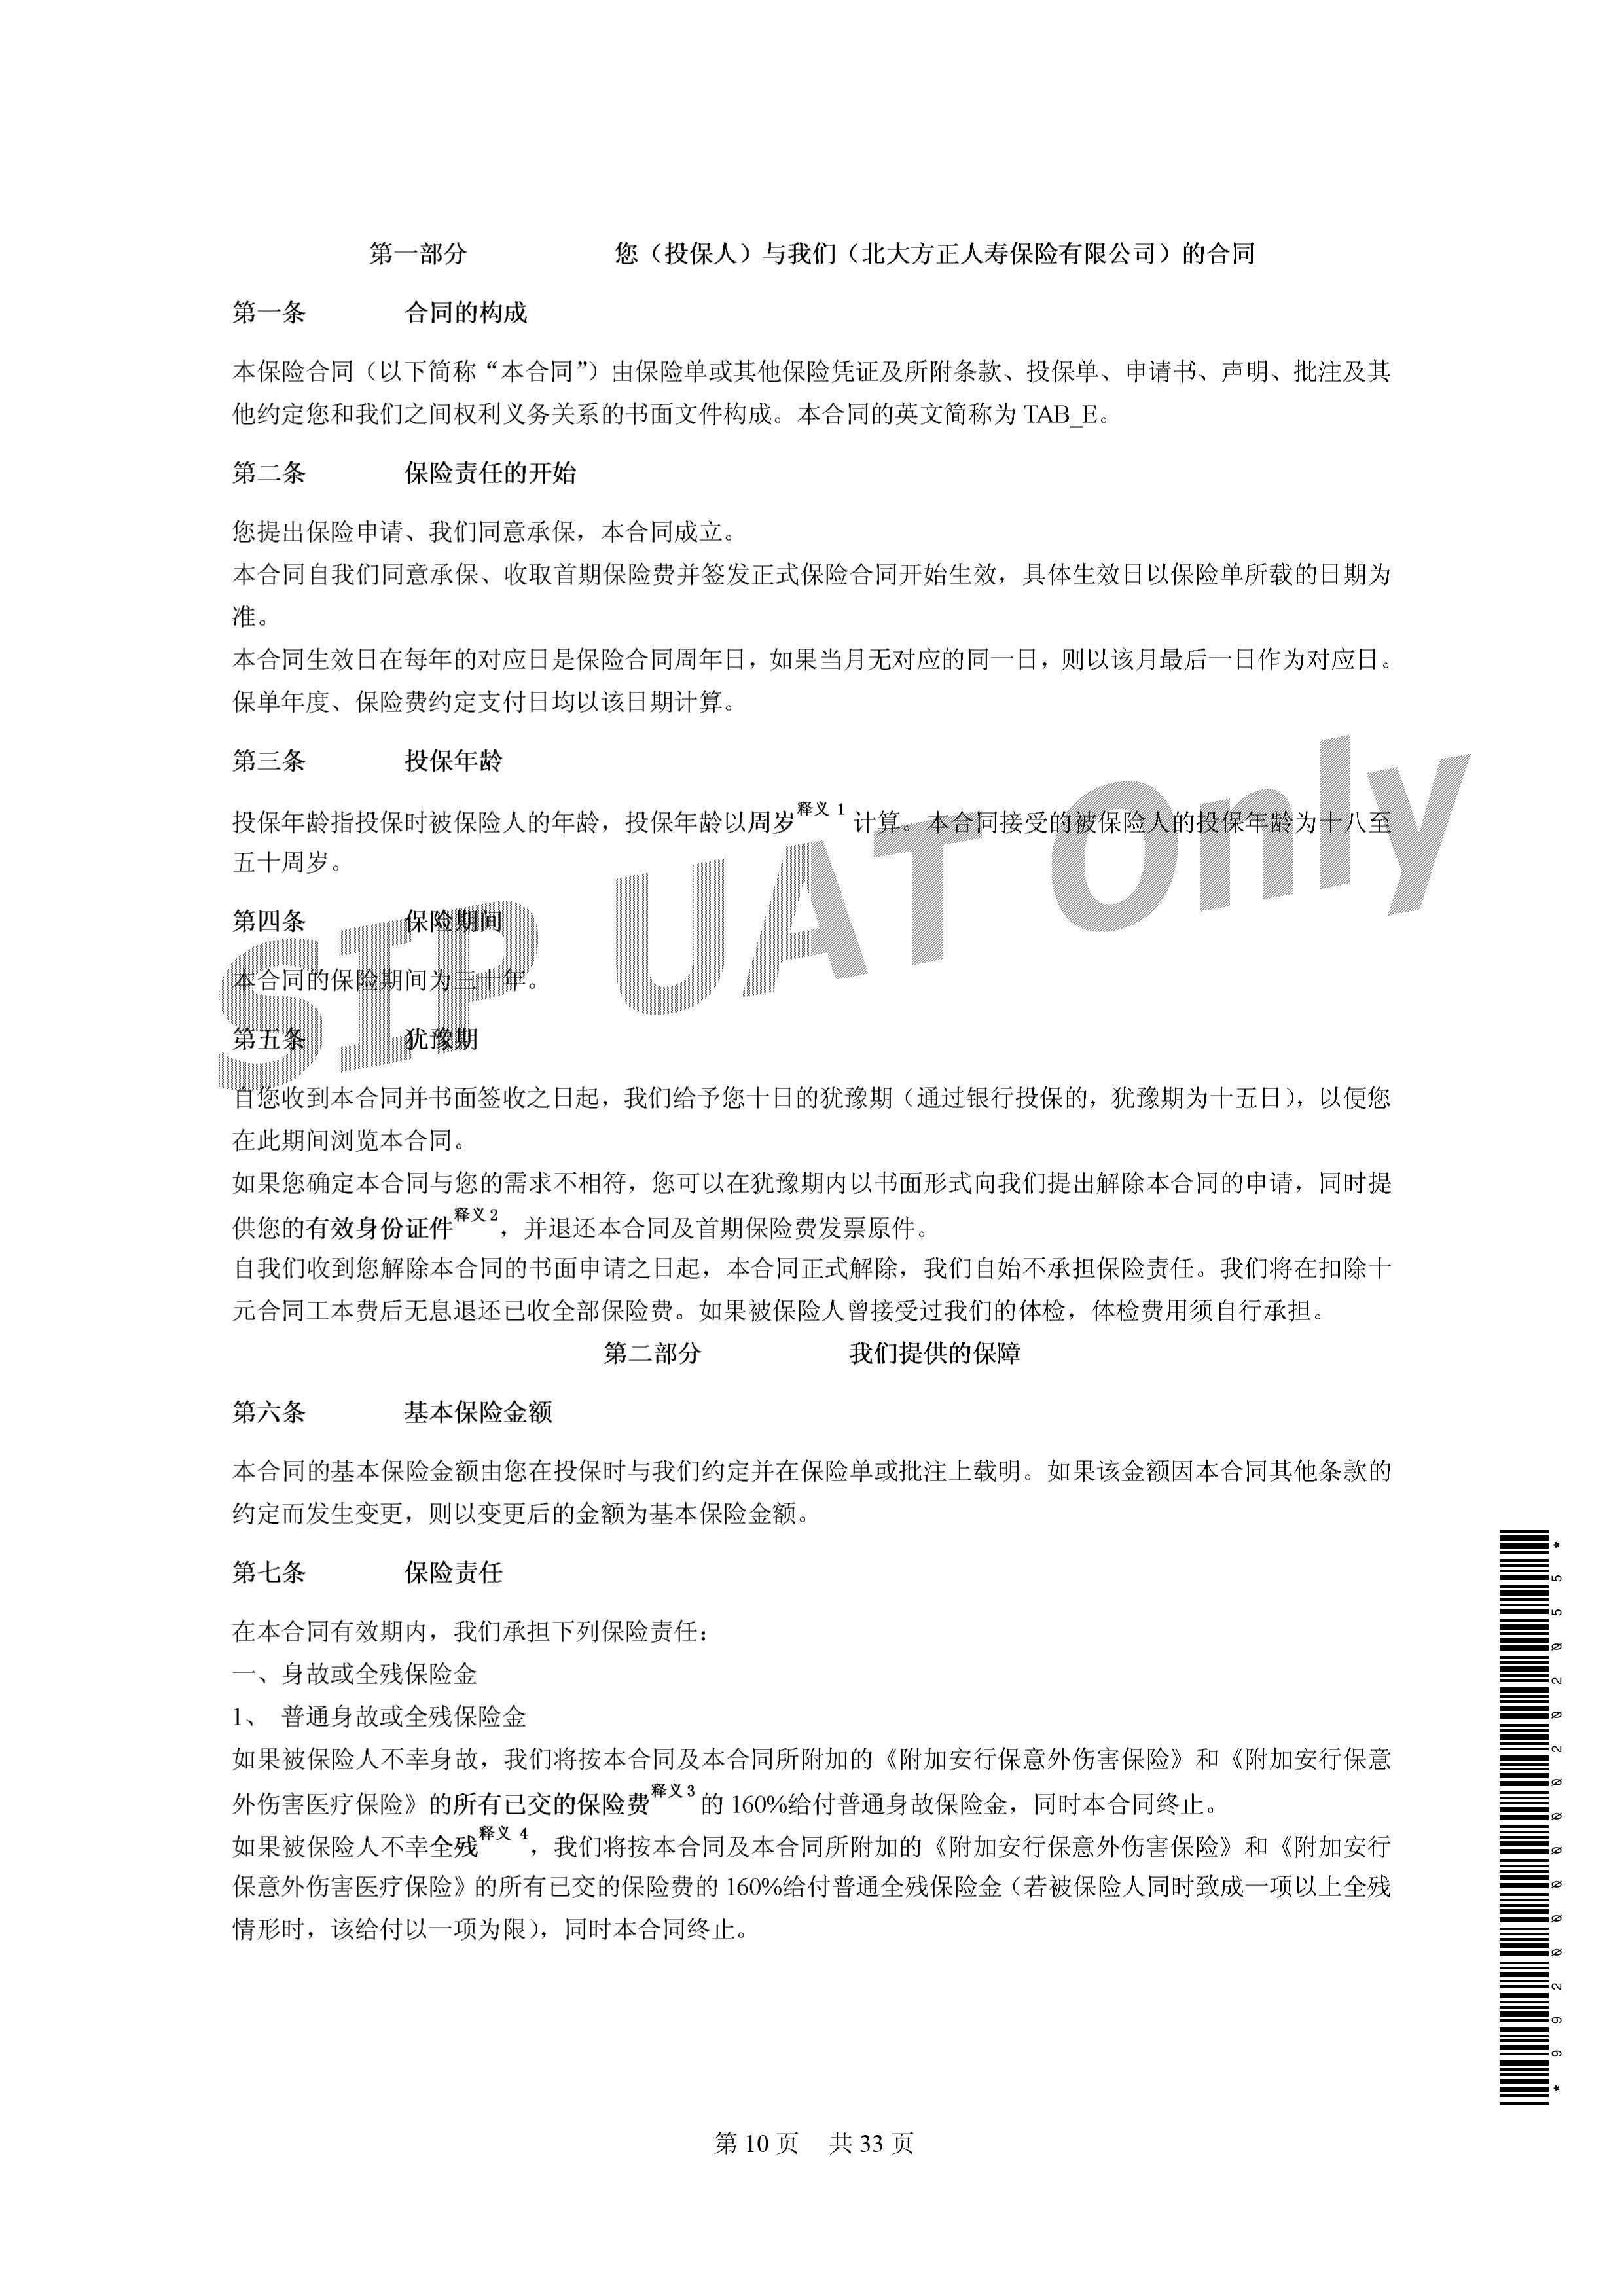 第一部分 您（投保人）与我们（北大方正人寿保险有限公司）的合同
第一条 合同的构成
本保险合同（以下简称“本合同”）由保险单或其他保险凭证及所附条款、投保单、申请书、声明、批注及其
他约定您和我们之间权利义务关系的书面文件构成。本合同的英文简称为 TAB_E。
第二条 保险责任的开始
您提出保险申请、我们同意承保，本合同成立。
本合同自我们同意承保、收取首期保险费并签发正式保险合同开始生效，具体生效日以保险单所载的日期为
准。
本合同生效日在每年的对应日是保险合同周年日，如果当月无对应的同一日，则以该月最后一日作为对应日。
保单年度、保险费约定支付日均以该日期计算。
第三条 投保年龄
投保年龄指投保时被保险人的年龄，投保年龄以周岁释义 1 计算。本合同接受的被保险人的投保年龄为十八至
五十周岁。
第四条 保险期间
本合同的保险期间为三十年。
第五条 犹豫期
自您收到本合同并书面签收之日起，我们给予您十日的犹豫期（通过银行投保的，犹豫期为十五日），以便您
在此期间浏览本合同。
如果您确定本合同与您的需求不相符，您可以在犹豫期内以书面形式向我们提出解除本合同的申请，同时提
供您的有效身份证件释义 2，并退还本合同及首期保险费发票原件。
自我们收到您解除本合同的书面申请之日起，本合同正式解除，我们自始不承担保险责任。我们将在扣除十
元合同工本费后无息退还已收全部保险费。如果被保险人曾接受过我们的体检，体检费用须自行承担。
第二部分 我们提供的保障
第六条 基本保险金额
本合同的基本保险金额由您在投保时与我们约定并在保险单或批注上载明。如果该金额因本合同其他条款的
约定而发生变更，则以变更后的金额为基本保险金额。
第七条 保险责任
在本合同有效期内，我们承担下列保险责任：
一、身故或全残保险金
1、 普通身故或全残保险金
如果被保险人不幸身故，我们将按本合同及本合同所附加的《附加安行保意外伤害保险》和《附加安行保意
外伤害医疗保险》的所有已交的保险费释义 3 的 160%给付普通身故保险金，同时本合同终止。
如果被保险人不幸全残释义 4，我们将按本合同及本合同所附加的《附加安行保意外伤害保险》和《附加安行
保意外伤害医疗保险》的所有已交的保险费的 160%给付普通全残保险金（若被保险人同时致成一项以上全残
情形时，该给付以一项为限），同时本合同终止。
SIP UAT Only
*99200000202055*
第 10 页 共 33 页